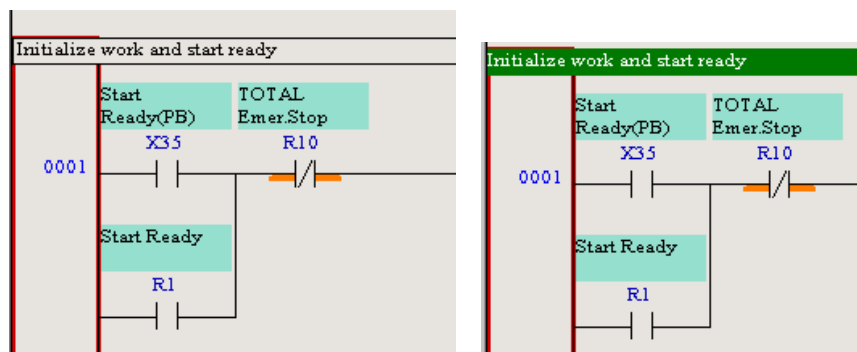 Initialize work and start ready
Start
Ready(PB)
TOTAL
Emer.Stop
X35
R10
0001
Start Ready
R1
Initialize work and start ready
Start
Ready(PB)
TOTAL
Emer.Stop
X35
R10
0001
Start Ready
R1